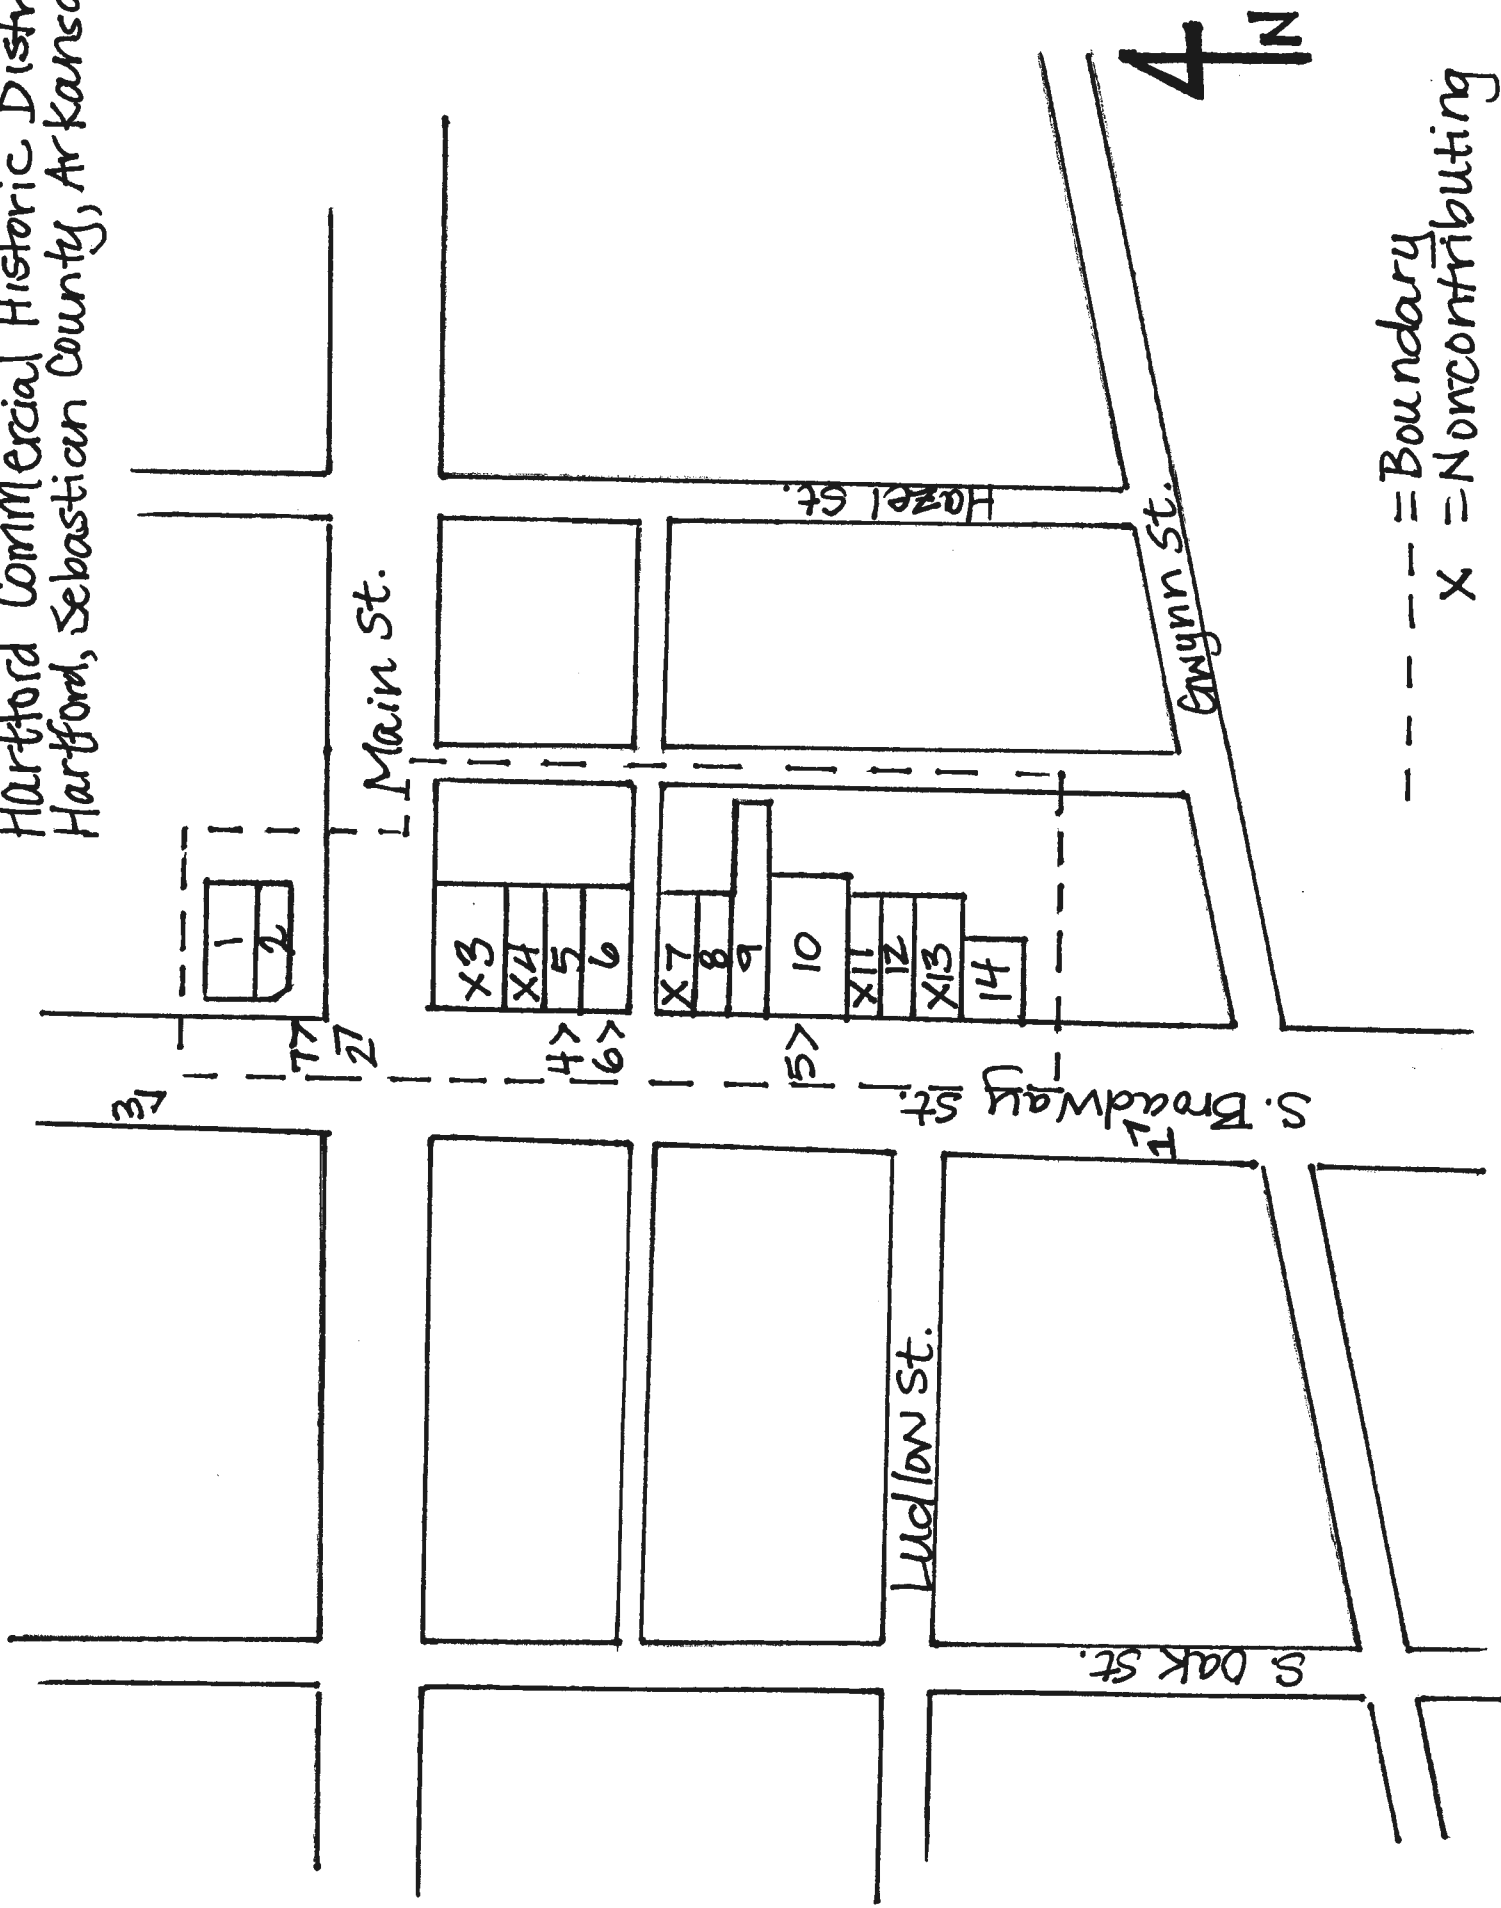 Hartford Commercial Historic Distr
Hartford, Sebastian County, Arkansa
N
---- = Boundary
X = Noncontributing
Main St.
Hazel St.
Gwynn St.
S. Broadway St.
Ludlow St.
S. Oak St.
1
2
X3
X4
5
6
X7
8
9
10
X11
12
X13
14
3
7>
2
4>
6>
5>
1